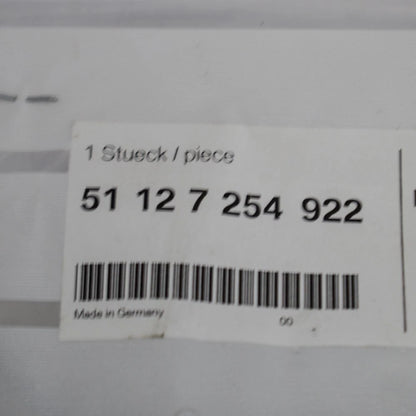 1 Stueck / piece
51 12 7 254 922
Made in Germany
00